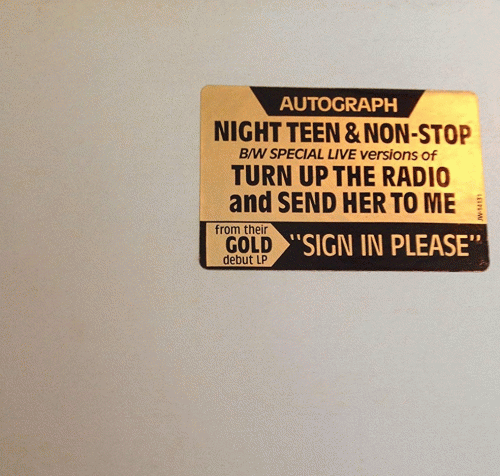 AUTOGRAPH
NIGHT TEEN & NON-STOP
B/W SPECIAL LIVE versions of
TURN UP THE RADIO
and SEND HER TO ME
from their
GOLD
debut LP
"SIGN IN PLEASE"